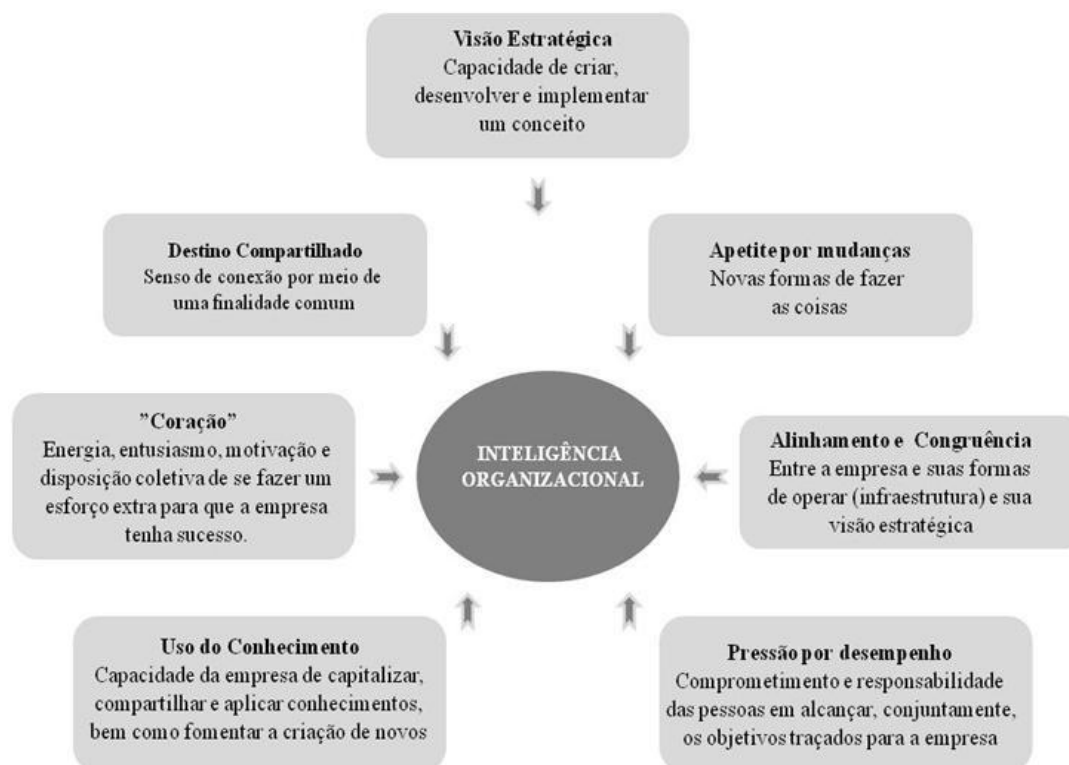 Visão Estratégica
Capacidade de criar,
desenvolver e implementar
um conceito
Destino Compartilhado
Senso de conexão por meio de
uma finalidade comum
Apetite por mudanças
Novas formas de fazer
as coisas
”Coração”
Energia, entusiasmo, motivação e
disposição coletiva de se fazer um
esforço extra para que a empresa
tenha sucesso.
INTELIGÊNCIA
ORGANIZACIONAL
Alinhamento e Congruência
Entre a empresa e suas formas
de operar (infraestrutura) e sua
visão estratégica
Uso do Conhecimento
Capacidade da empresa de capitalizar,
compartilhar e aplicar conhecimentos,
bem como fomentar a criação de novos
Pressão por desempenho
Comprometimento e responsabilidade
das pessoas em alcançar, conjuntamente,
os objetivos traçados para a empresa